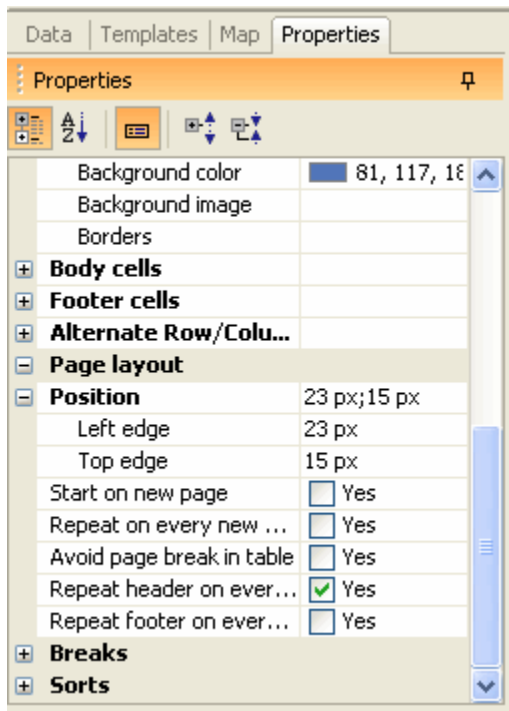 Data Templates Map Properties
Properties
Background color 81, 117, 18
Background image
Borders
Body cells
Footer cells
Alternate Row/Colu...
Page layout
Position 23 px;15 px
Left edge 23 px
Top edge 15 px
Start on new page Yes
Repeat on every new ... Yes
Avoid page break in table Yes
Repeat header on ever... Yes
Repeat footer on ever... Yes
Breaks
Sorts